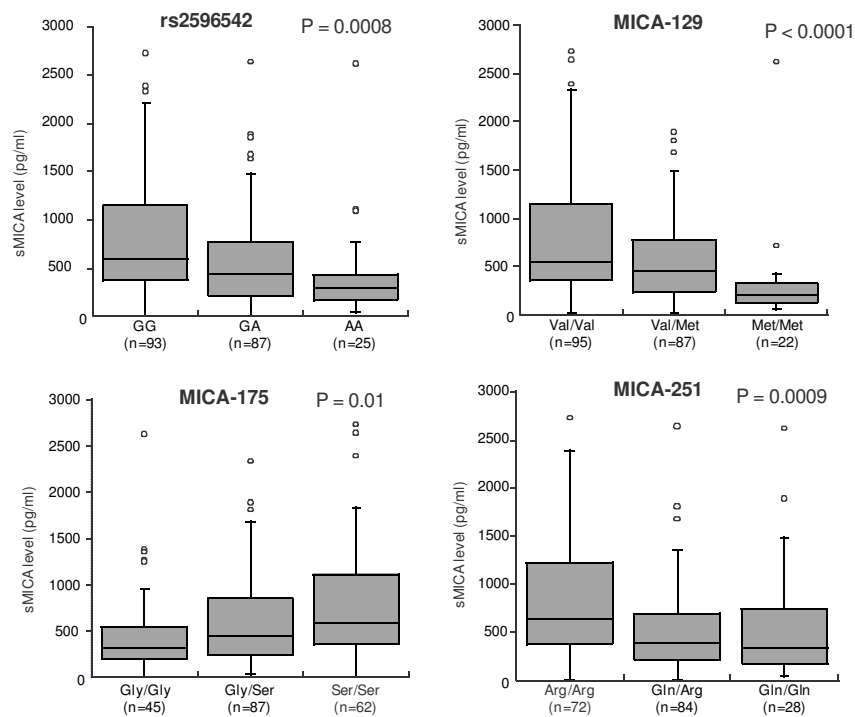 rs2596542
P = 0.0008
sMICA level (pg/ml)
3000
2500
2000
1500
1000
500
0
GG
GA
AA
(n=93)
(n=87)
(n=25)
MICA-129
P < 0.0001
sMICA level (pg/ml)
3000
2500
2000
1500
1000
500
0
Val/Val
Val/Met
Met/Met
(n=95)
(n=87)
(n=22)
MICA-175
P = 0.01
sMICA level (pg/ml)
3000
2500
2000
1500
1000
500
0
Gly/Gly
Gly/Ser
Ser/Ser
(n=45)
(n=87)
(n=62)
MICA-251
P = 0.0009
sMICA level (pg/ml)
3000
2500
2000
1500
1000
500
0
Arg/Arg
Gln/Arg
Gln/Gln
(n=72)
(n=84)
(n=28)